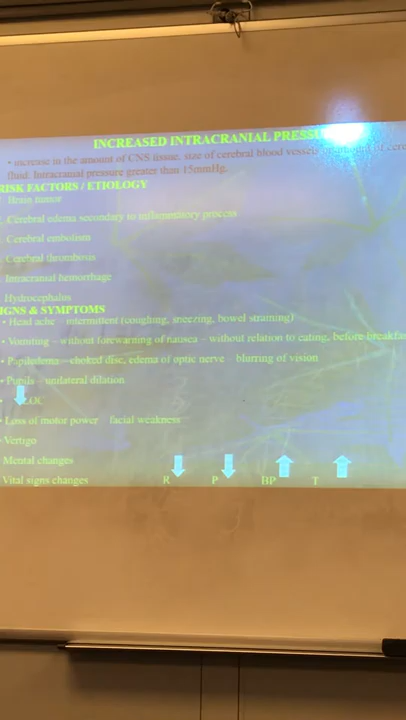 INCREASED INTRACRANIAL PRESSU
• increase in the amount of CNS tissue, size of cerebral blood vessels or amount of cere
fluid. Intracranial pressure greater than 15mmHg.
RISK FACTORS / ETIOLOGY
Brain tumor
Cerebral edema secondary to inflammatory process
Cerebral embolism
Cerebral thrombosis
Intracranial hemorrhage
Hydrocephalus
IGNS & SYMPTOMS
• Head ache – intermittent (coughing, sneezing, bowel straining)
• Vomiting – without forewarning of nausea – without relation to eating, before breakfas
• Papiledema – choked disc, edema of optic nerve – blurring of vision
• Pupils – unilateral dilation
• LOC
• Loss of motor power – facial weakness
Vertigo
Mental changes
Vital signs changes R P BP T